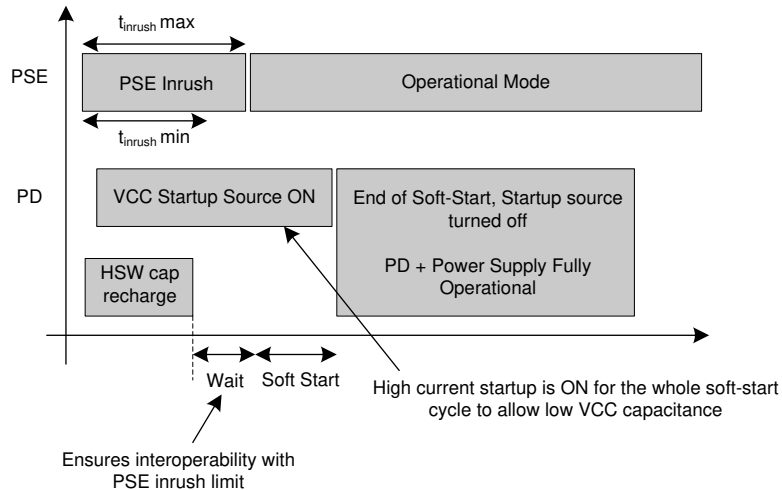 t_inrush max
PSE
PSE Inrush
Operational Mode
t_inrush min
PD
VCC Startup Source ON
End of Soft-Start, Startup source
turned off
PD + Power Supply Fully
Operational
HSW cap
recharge
Wait
Soft Start
High current startup is ON for the whole soft-start
cycle to allow low VCC capacitance
Ensures interoperability with
PSE inrush limit